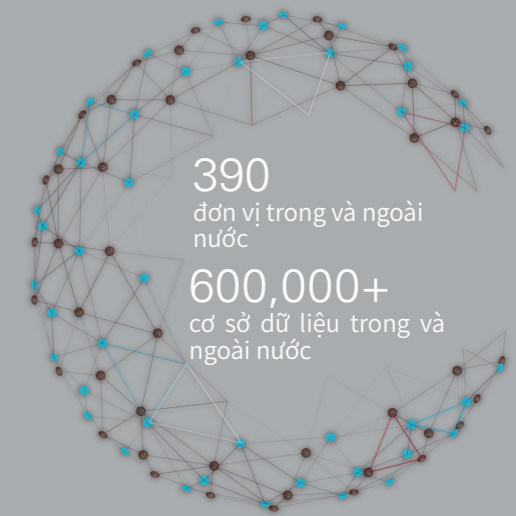 390
đơn vị trong và ngoài
nước
600,000+
cơ sở dữ liệu trong và
ngoài nước